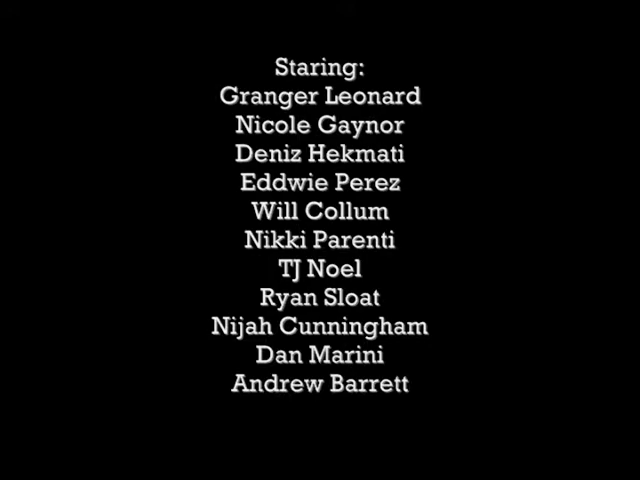 Staring:
Granger Leonard
Nicole Gaynor
Deniz Hekmati
Eddwie Perez
Will Collum
Nikki Parenti
TJ Noel
Ryan Sloat
Nijah Cunningham
Dan Marini
Andrew Barrett